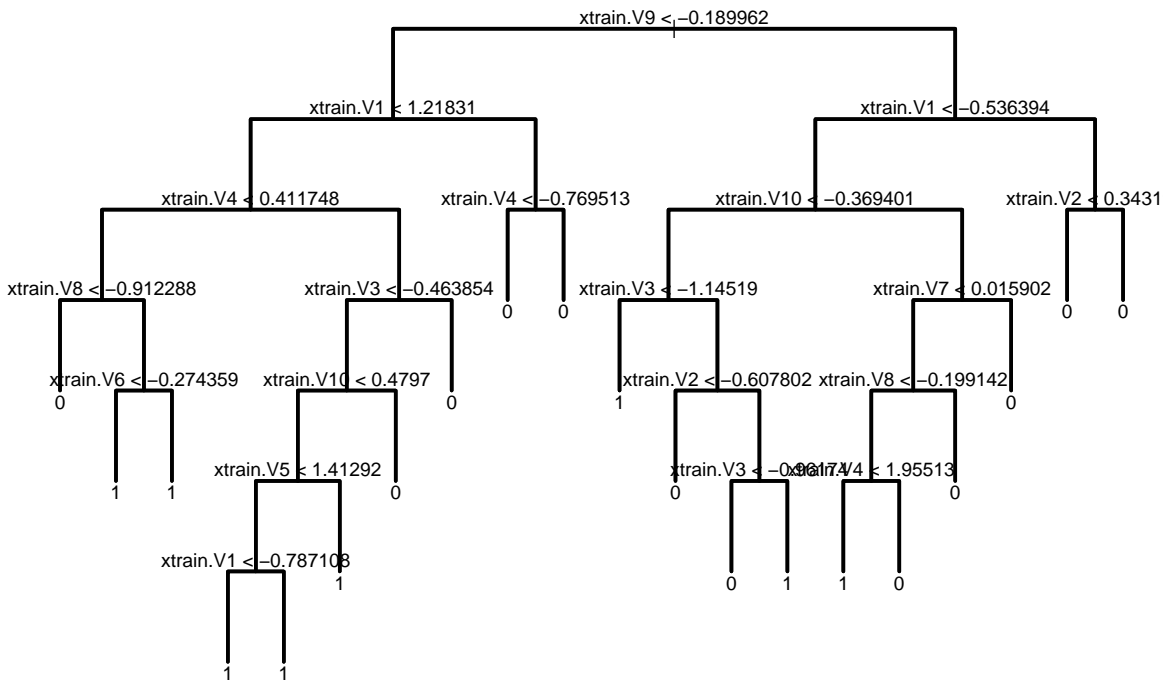 xtrain.V9 < −0.189962
xtrain.V1 < 1.21831
xtrain.V1 < −0.536394
xtrain.V4 < 0.411748
xtrain.V4 < −0.769513
xtrain.V10 < −0.369401
xtrain.V2 < 0.3431
xtrain.V8 < −0.912288
xtrain.V3 < −0.463854
0
0
xtrain.V3 < −1.14519
xtrain.V7 < 0.015902
0
0
0
xtrain.V6 < −0.274359
xtrain.V10 < 0.4797
0
1
xtrain.V2 < −0.607802
xtrain.V8 < −0.199142
0
1
1
xtrain.V5 < 1.41292
0
0
xtrain.V3 < −0.96174
xtrain.V4 < 1.95513
0
xtrain.V1 < −0.787108
1
0
1
1
0
1
1